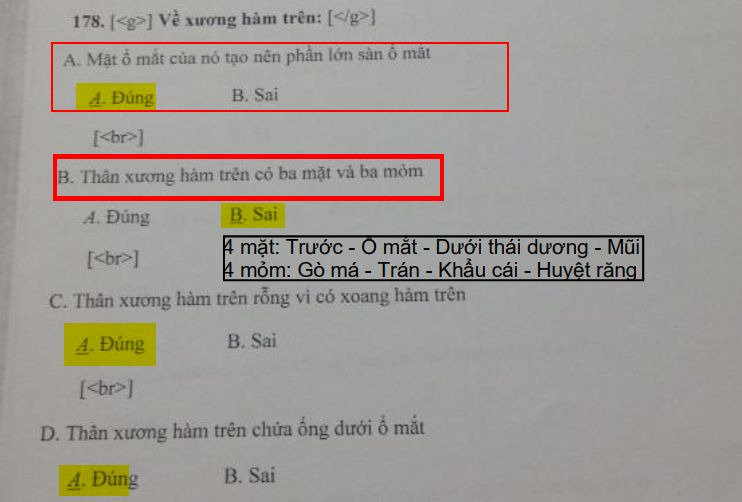 178. [<g>] Về xương hàm trên: [</g>]
A. Mặt ổ mắt của nó tạo nên phần lớn sàn ổ mắt
A. Đúng B. Sai
[<br>]
B. Thân xương hàm trên có ba mặt và ba mỏm
A. Đúng B. Sai
[<br>]
4 mặt: Trước - Ổ mắt - Dưới thái dương - Mũi
4 mỏm: Gò má - Trán - Khẩu cái - Huyệt răng
C. Thân xương hàm trên rỗng vì có xoang hàm trên
A. Đúng B. Sai
[<br>]
D. Thân xương hàm trên chứa ống dưới ổ mắt
A. Đúng B. Sai